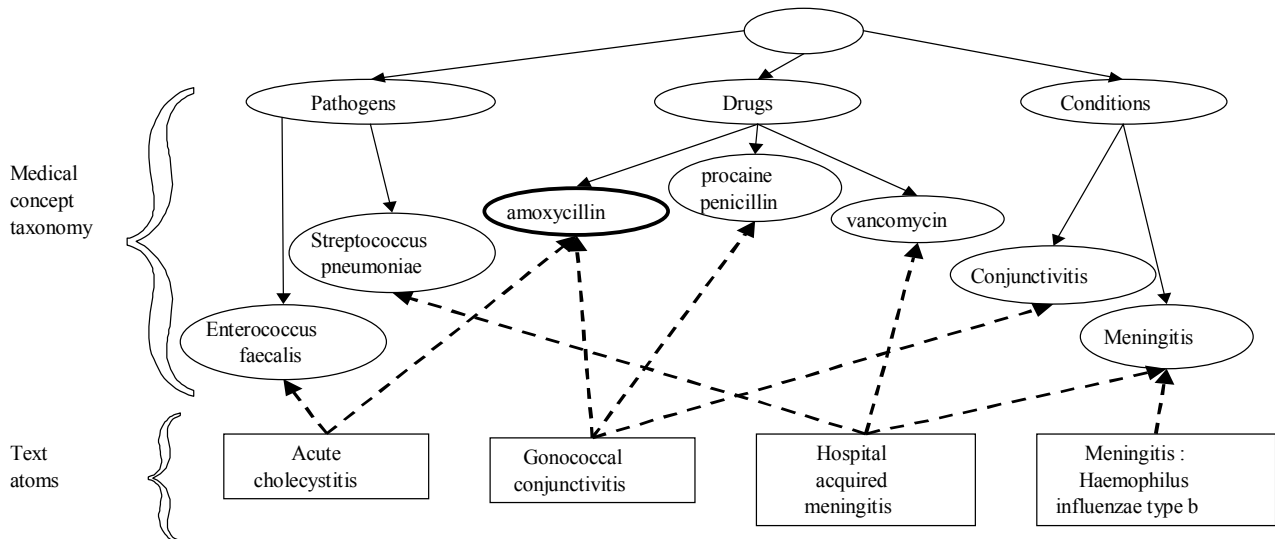 Pathogens
Drugs
Conditions
Medical
concept
taxonomy
procaine
penicillin
amoxycillin
vancomycin
Streptococcus
pneumoniae
Conjunctivitis
Enterococcus
faecalis
Meningitis
Text
atoms
Acute
cholecystitis
Gonococcal
conjunctivitis
Hospital
acquired
meningitis
Meningitis :
Haemophilus
influenzae type b